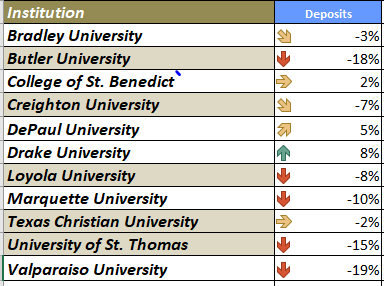 Institution Deposits
Bradley University -3%
Butler University -18%
College of St. Benedict 2%
Creighton University -7%
DePaul University 5%
Drake University 8%
Loyola University -8%
Marquette University -10%
Texas Christian University -2%
University of St. Thomas -15%
Valparaiso University -19%